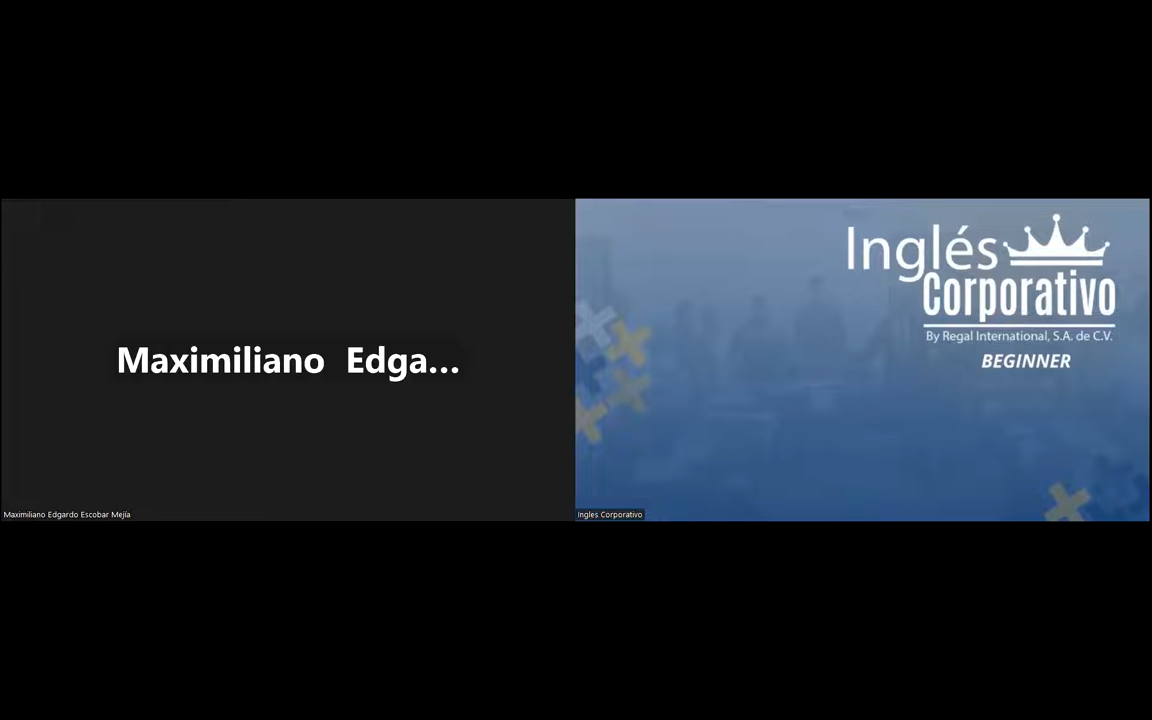 Maximiliano Edga...
Maximiliano Edgardo Escobar Mejía
Inglés
Corporativo
By Regal International, S.A. de C.V.
BEGINNER
Ingles Corporativo